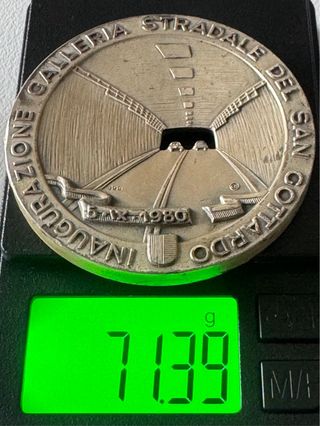 INAUGURAZIONE GALLERIA STRADALE DEL SAN GOTTARDO
5-IX-1980
g
71.39
M/